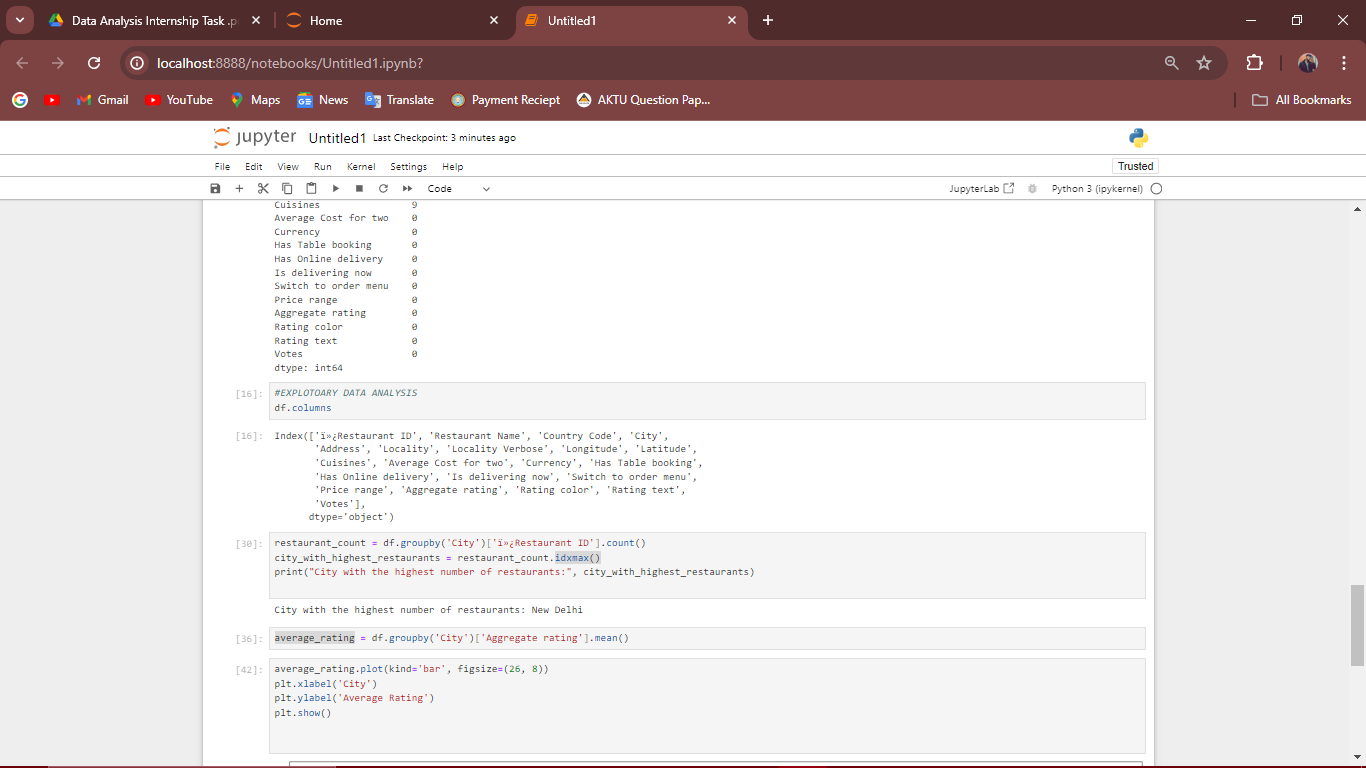 Data Analysis Internship Task .p
Home
Untitled1
localhost:8888/notebooks/Untitled1.ipynb?
Gmail
YouTube
Maps
News
Translate
Payment Reciept
AKTU Question Pap...
All Bookmarks
jupyter Untitled1 Last Checkpoint: 3 minutes ago
File Edit View Run Kernel Settings Help
Trusted
Code
JupyterLab
Python 3 (ipykernel)
Cuisines 9
Average Cost for two 0
Currency 0
Has Table booking 0
Has Online delivery 0
Is delivering now 0
Switch to order menu 0
Price range 0
Aggregate rating 0
Rating color 0
Rating text 0
Votes 0
dtype: int64
[16]: #EXPLOTOARY DATA ANALYSIS
df.columns
[16]: Index(['ï»¿Restaurant ID', 'Restaurant Name', 'Country Code', 'City',
'Address', 'Locality', 'Locality Verbose', 'Longitude', 'Latitude',
'Cuisines', 'Average Cost for two', 'Currency', 'Has Table booking',
'Has Online delivery', 'Is delivering now', 'Switch to order menu',
'Price range', 'Aggregate rating', 'Rating color', 'Rating text',
'Votes'],
dtype='object')
[30]: restaurant_count = df.groupby('City')['ï»¿Restaurant ID'].count()
city_with_highest_restaurants = restaurant_count.idxmax()
print("City with the highest number of restaurants:", city_with_highest_restaurants)
City with the highest number of restaurants: New Delhi
[36]: average_rating = df.groupby('City')['Aggregate rating'].mean()
[42]: average_rating.plot(kind='bar', figsize=(26, 8))
plt.xlabel('City')
plt.ylabel('Average Rating')
plt.show()